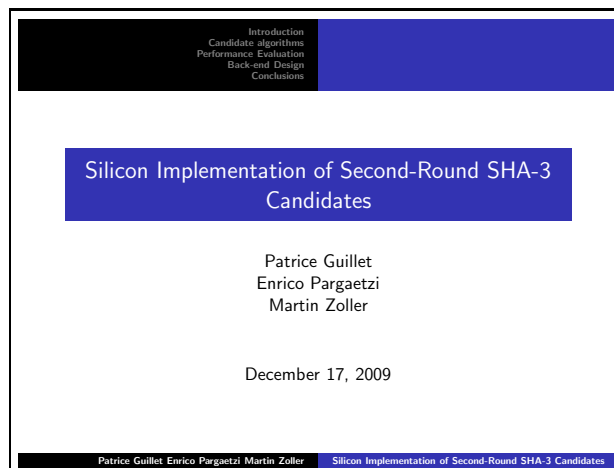 Introduction
Candidate algorithms
Performance Evaluation
Back-end Design
Conclusions
Silicon Implementation of Second-Round SHA-3
Candidates
Patrice Guillet
Enrico Pargaetzi
Martin Zoller
December 17, 2009
Patrice Guillet Enrico Pargaetzi Martin Zoller
Silicon Implementation of Second-Round SHA-3 Candidates